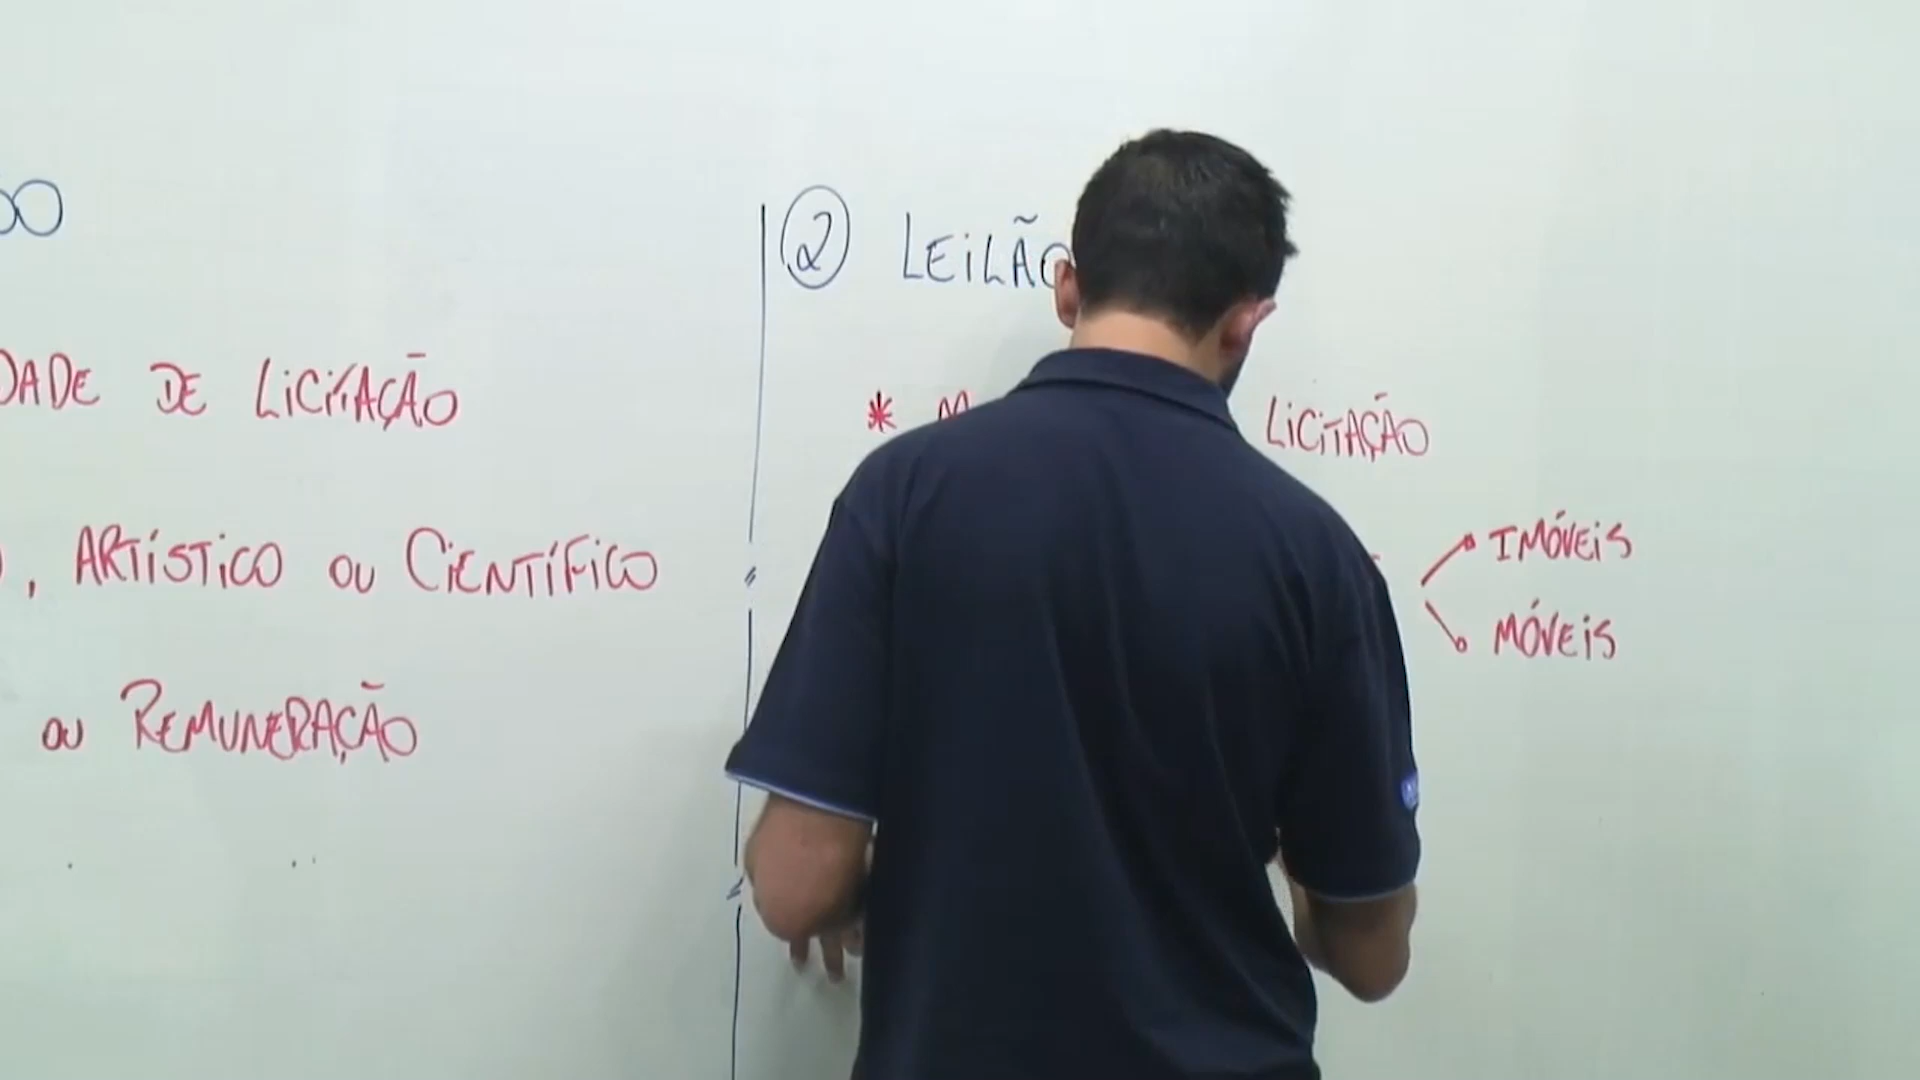 DADE DE LICITAÇÃO
, ARTÍSTICO OU CIENTÍFICO
OU REMUNERAÇÃO
2 LEILÃO
* LICITAÇÃO
IMÓVEIS
MÓVEIS